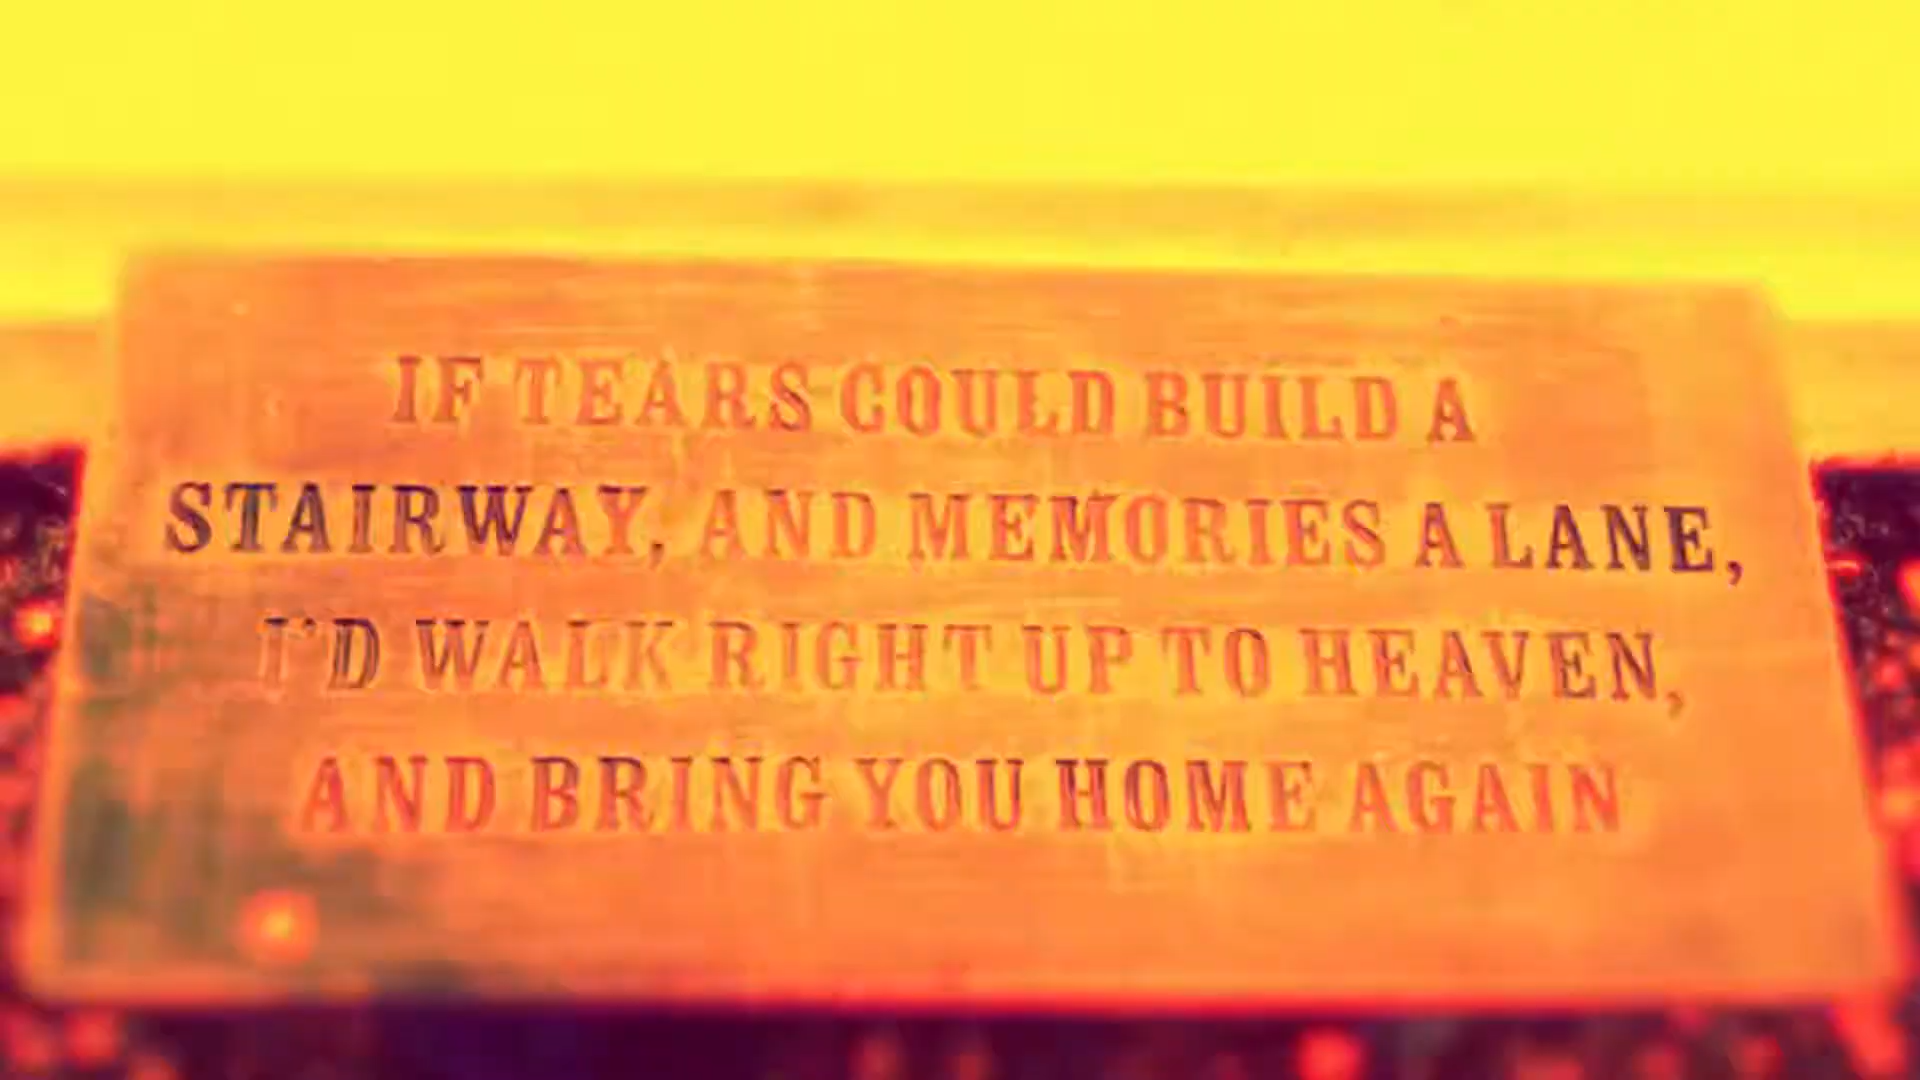 IF TEARS COULD BUILD A
STAIRWAY, AND MEMORIES A LANE,
I'D WALK RIGHT UP TO HEAVEN,
AND BRING YOU HOME AGAIN